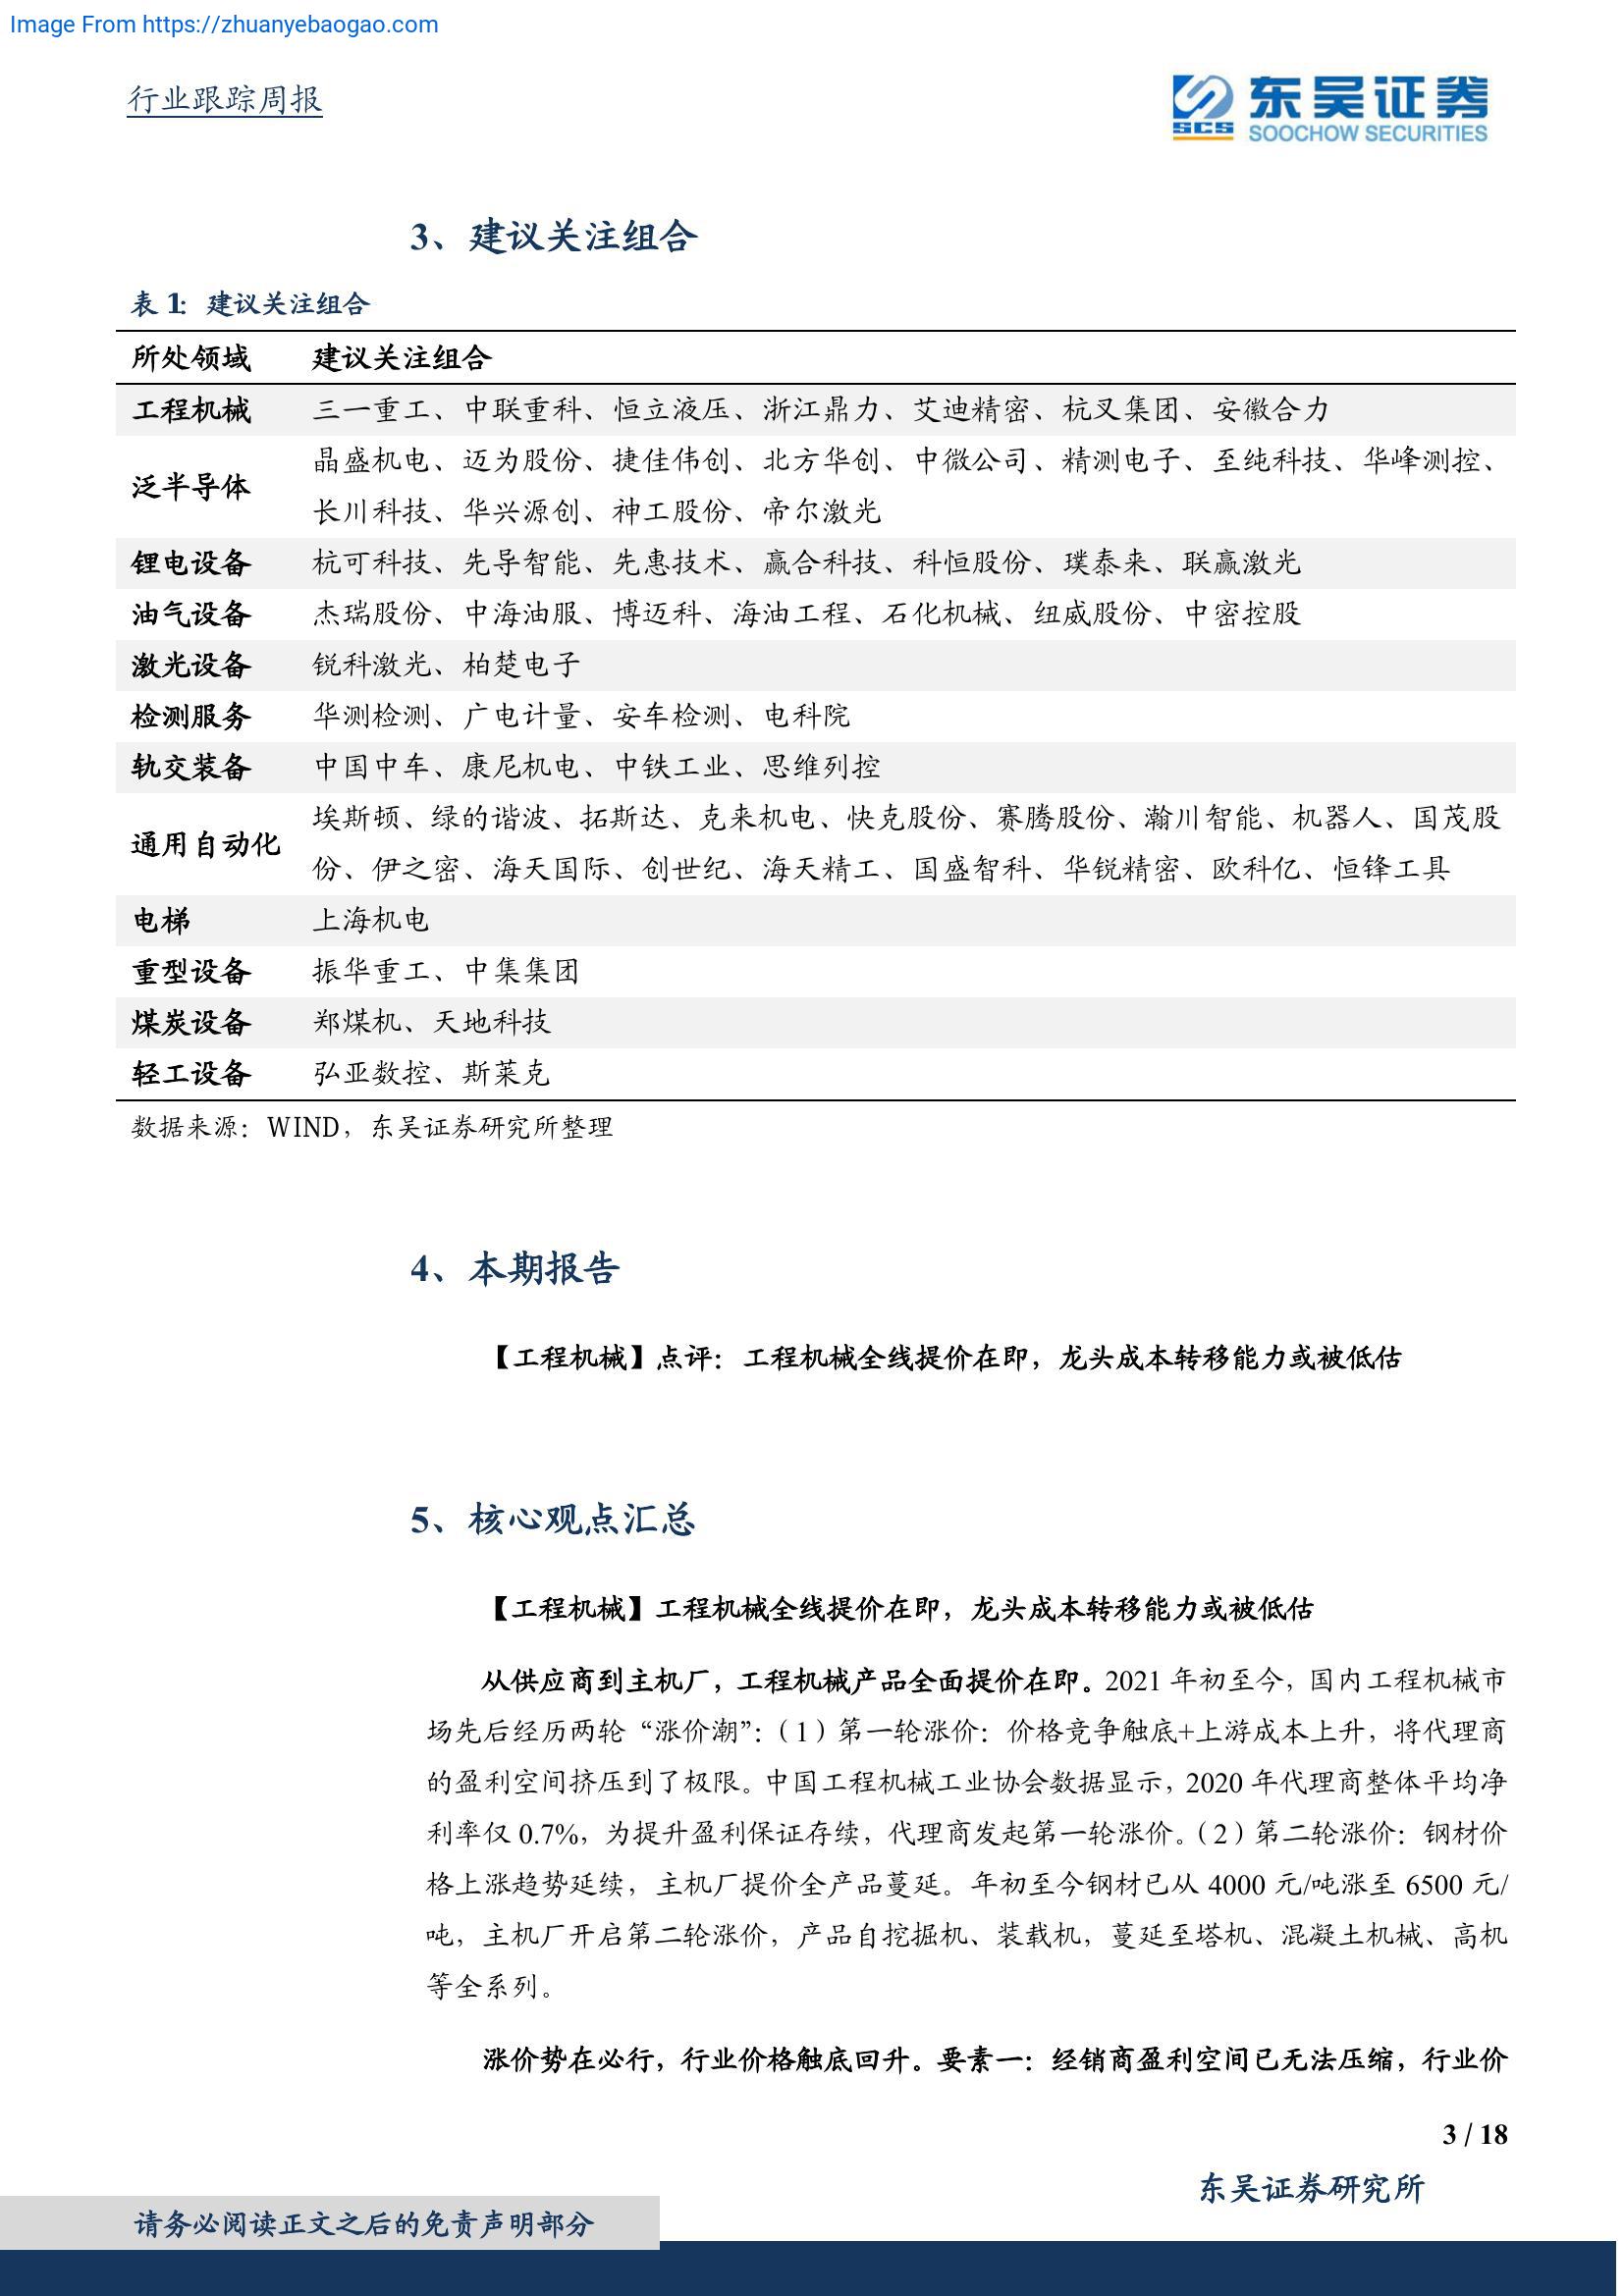 Image From https://zhuanyebaogao.com
行业跟踪周报
SCS
东吴证券
SOOCHOW SECURITIES
3、建议关注组合
表 1: 建议关注组合
所处领域 建议关注组合
工程机械 三一重工、中联重科、恒立液压、浙江鼎力、艾迪精密、杭叉集团、安徽合力
泛半导体 晶盛机电、迈为股份、捷佳伟创、北方华创、中微公司、精测电子、至纯科技、华峰测控、
长川科技、华兴源创、神工股份、帝尔激光
锂电设备 杭可科技、先导智能、先惠技术、赢合科技、科恒股份、璞泰来、联赢激光
油气设备 杰瑞股份、中海油服、博迈科、海油工程、石化机械、纽威股份、中密控股
激光设备 锐科激光、柏楚电子
检测服务 华测检测、广电计量、安车检测、电科院
轨交装备 中国中车、康尼机电、中铁工业、思维列控
通用自动化 埃斯顿、绿的谐波、拓斯达、克来机电、快克股份、赛腾股份、瀚川智能、机器人、国茂股
份、伊之密、海天国际、创世纪、海天精工、国盛智科、华锐精密、欧科亿、恒锋工具
电梯 上海机电
重型设备 振华重工、中集集团
煤炭设备 郑煤机、天地科技
轻工设备 弘亚数控、斯莱克
数据来源：WIND，东吴证券研究所整理
4、本期报告
【工程机械】点评：工程机械全线提价在即，龙头成本转移能力或被低估
5、核心观点汇总
【工程机械】工程机械全线提价在即，龙头成本转移能力或被低估
从供应商到主机厂，工程机械产品全面提价在即。2021 年初至今，国内工程机械市
场先后经历两轮“涨价潮”：（1）第一轮涨价：价格竞争触底+上游成本上升，将代理商
的盈利空间挤压到了极限。中国工程机械工业协会数据显示，2020 年代理商整体平均净
利率仅 0.7%，为提升盈利保证存续，代理商发起第一轮涨价。（2）第二轮涨价：钢材价
格上涨趋势延续，主机厂提价全产品蔓延。年初至今钢材已从 4000 元/吨涨至 6500 元/
吨，主机厂开启第二轮涨价，产品自挖掘机、装载机，蔓延至塔机、混凝土机械、高机
等全系列。
涨价势在必行，行业价格触底回升。要素一：经销商盈利空间已无法压缩，行业价
3 / 18
东吴证券研究所
请务必阅读正文之后的免责声明部分